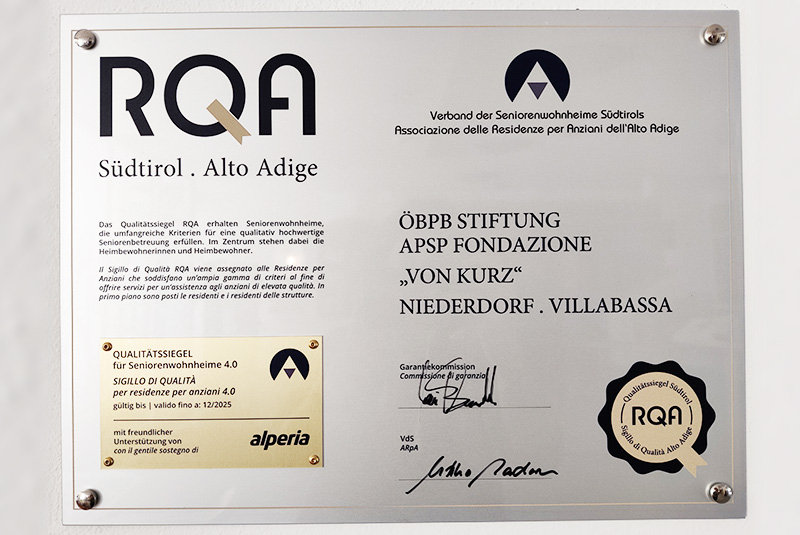 RQA
Südtirol . Alto Adige
Das Qualitätssiegel RQA erhalten Seniorenwohnheime,
die umfangreiche Kriterien für eine qualitativ hochwertige
Seniorenbetreuung erfüllen. Im Zentrum stehen dabei die
Heimbewohnerinnen und Heimbewohner.
Il Sigillo di Qualità RQA viene assegnato alle Residenze per
Anziani che soddisfano un'ampia gamma di criteri al fine di
offrire servizi per un'assistenza agli anziani di elevata qualità. In
primo piano sono posti le residenti e i residenti delle strutture.
QUALITÄTSSIEGEL
für Seniorenwohnheime 4.0
SIGILLO DI QUALITÀ
per residenze per anziani 4.0
gültig bis | valido fino a: 12/2025
mit freundlicher
Unterstützung von
con il gentile sostegno di
alperia
Verband der Seniorenwohnheime Südtirols
Associazione delle Residenze per Anziani dell'Alto Adige
ÖBPB STIFTUNG
APSP FONDAZIONE
„VON KURZ“
NIEDERDORF . VILLABASSA
Garantiekommission
Commissione di garanzia
VdS
ARpA
Qualitätssiegel Südtirol
RQA
Sigillo di Qualità Alto Adige